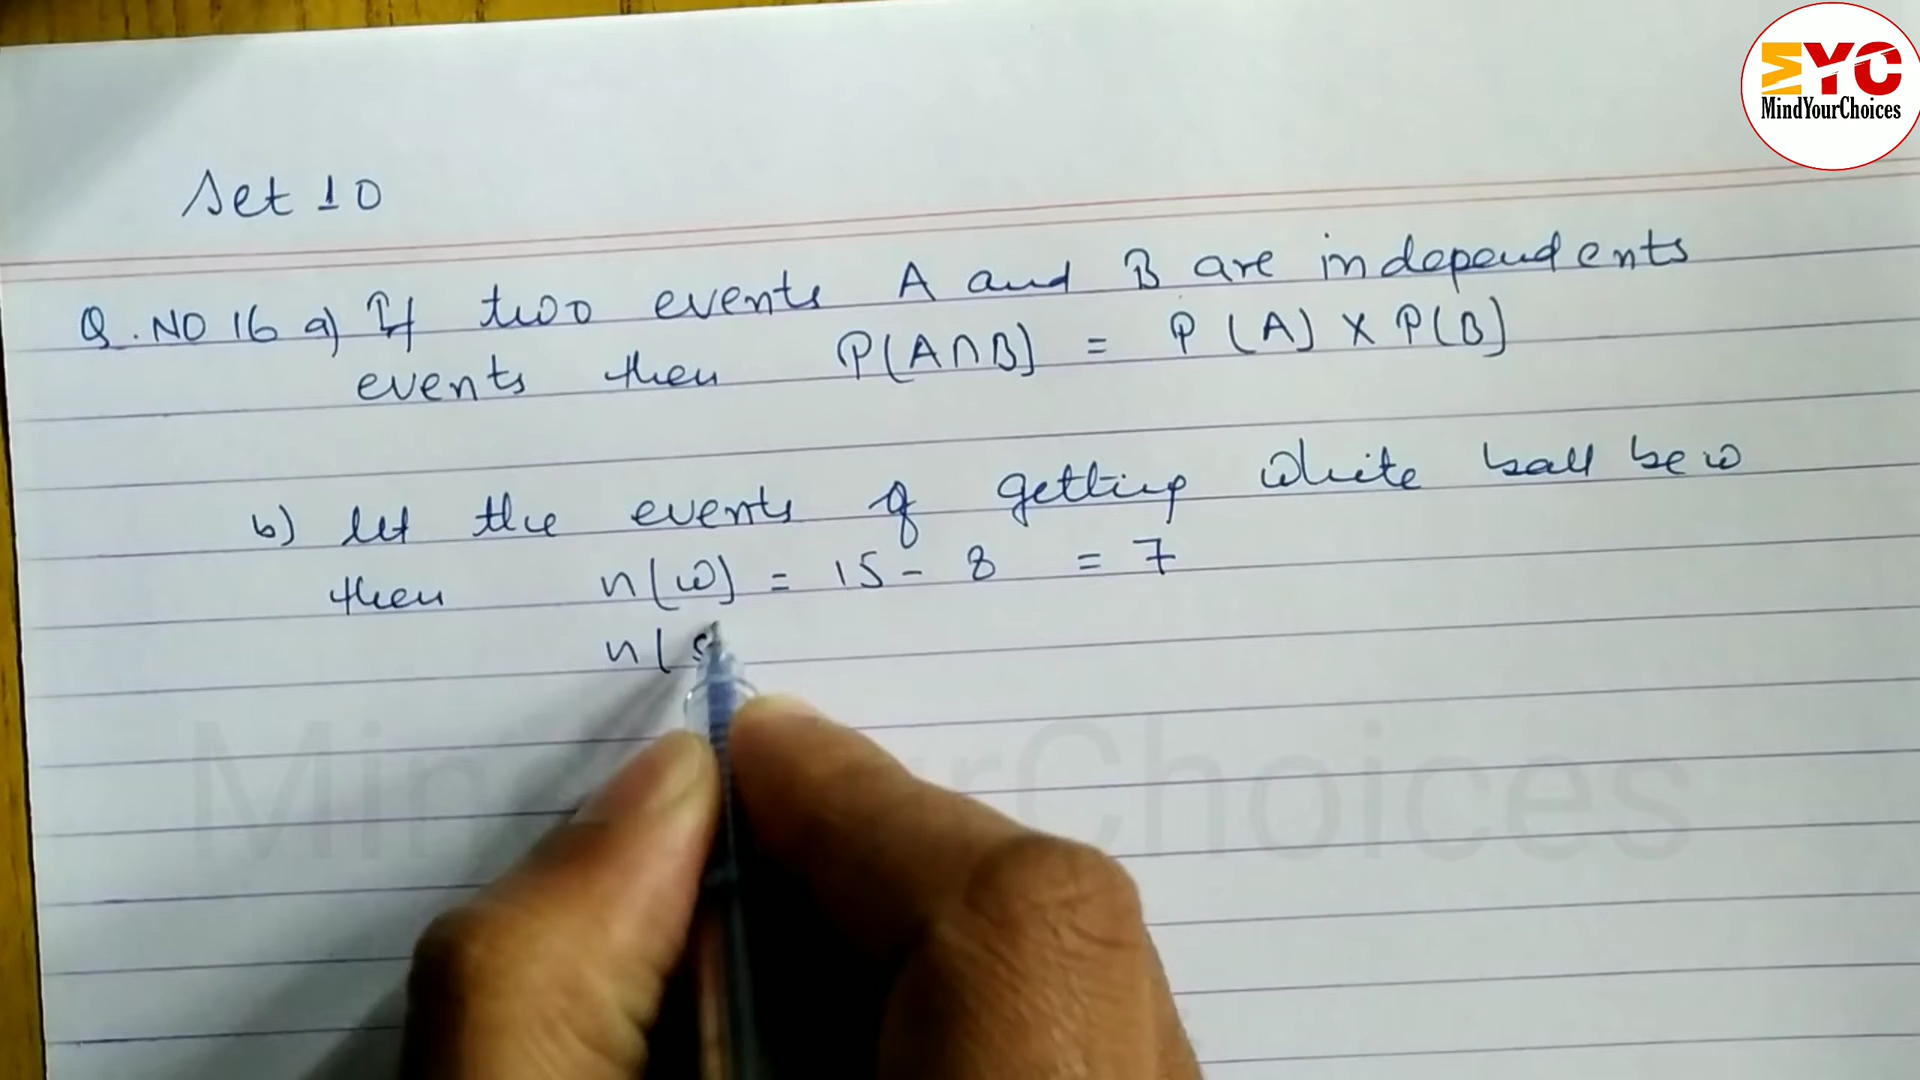 MYC
MindYourChoices
Set 10
Q. NO 16 a) If two events A and B are independents
events then P(A∩B) = P(A) X P(B)
b) let the events of getting white ball be w
then n(w) = 15 - 8 = 7
n(s
MindYourChoices